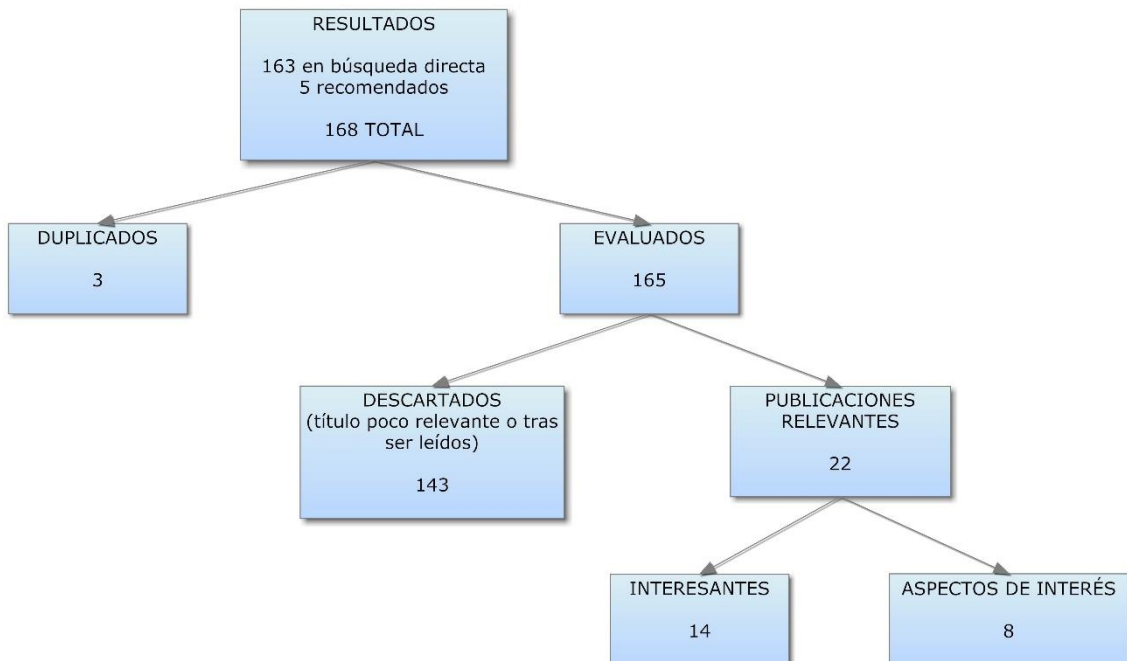 RESULTADOS
163 en búsqueda directa
5 recomendados
168 TOTAL
DUPLICADOS
3
EVALUADOS
165
DESCARTADOS
(título poco relevante o tras
ser leídos)
143
PUBLICACIONES
RELEVANTES
22
INTERESANTES
14
ASPECTOS DE INTERÉS
8